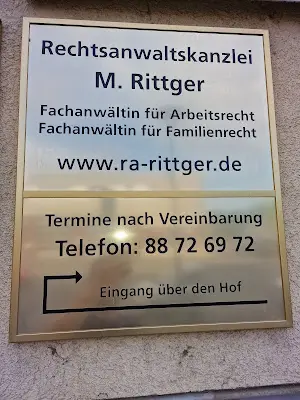 Rechtsanwaltskanzlei
M. Rittger
Fachanwältin für Arbeitsrecht
Fachanwältin für Familienrecht
www.ra-rittger.de
Termine nach Vereinbarung
Telefon: 88 72 69 72
Eingang über den Hof